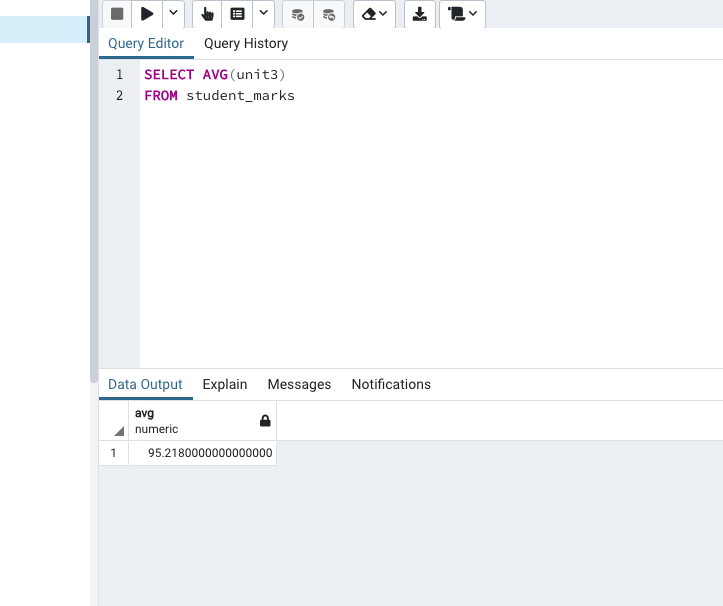 Query Editor Query History
1 SELECT AVG(unit3)
2 FROM student_marks
Data Output Explain Messages Notifications
avg
numeric
1 95.2180000000000000